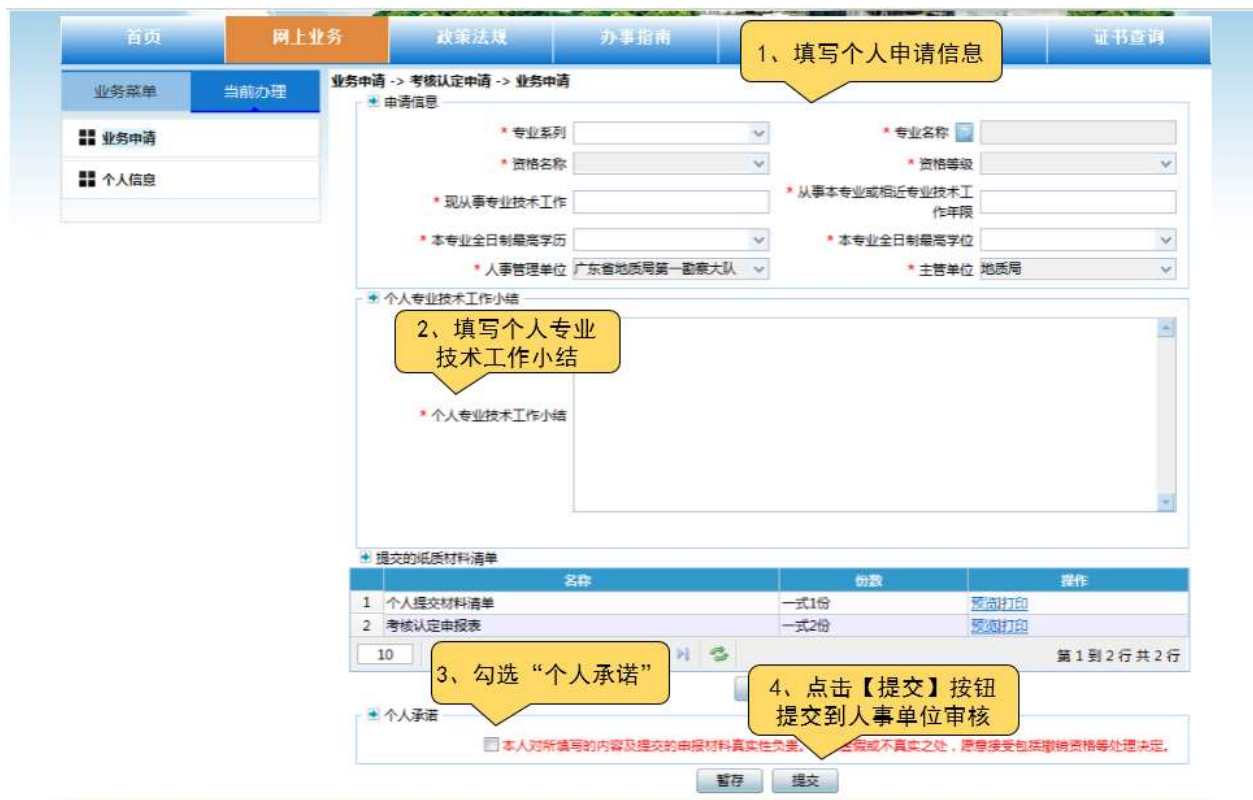 首页 网上业务 政策法规 办事指南 证书查询
1、填写个人申请信息
业务菜单 当前办理
业务申请 -> 考核认定申请 -> 业务申请
业务申请
个人信息
申请信息
* 专业系列 * 专业名称
* 资格名称 * 资格等级
* 现从事专业技术工作 * 从事本专业或相近专业技术工
作年限
* 本专业全日制最高学历 * 本专业全日制最高学位
* 人事管理单位 广东省地质局第一勘察大队 * 主管单位 地质局
个人专业技术工作小结
2、填写个人专业
技术工作小结
* 个人专业技术工作小结
提交的纸质材料清单
名称 份数 操作
1 个人提交材料清单 一式1份 预览打印
2 考核认定申报表 一式2份 预览打印
10 第 1 到 2 行 共 2 行
3、勾选“个人承诺”
4、点击【提交】按钮
提交到人事单位审核
个人承诺
本人对所填写的内容及提交的申报材料真实性负责。假或不真实之处，愿意接受包括撤销资格等处理决定。
暂存 提交